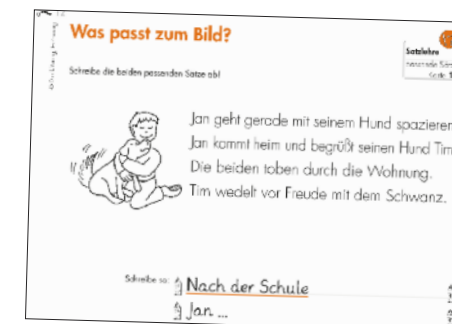 Was passt zum Bild?
Satzlehre
Schreibe die beiden passenden Sätze ab!
Jan geht gerade mit seinem Hund spazieren
Jan kommt heim und begrüßt seinen Hund Tim
Die beiden toben durch die Wohnung.
Tim wedelt vor Freude mit dem Schwanz.
Schreibe so:
Nach der Schule
Jan ...